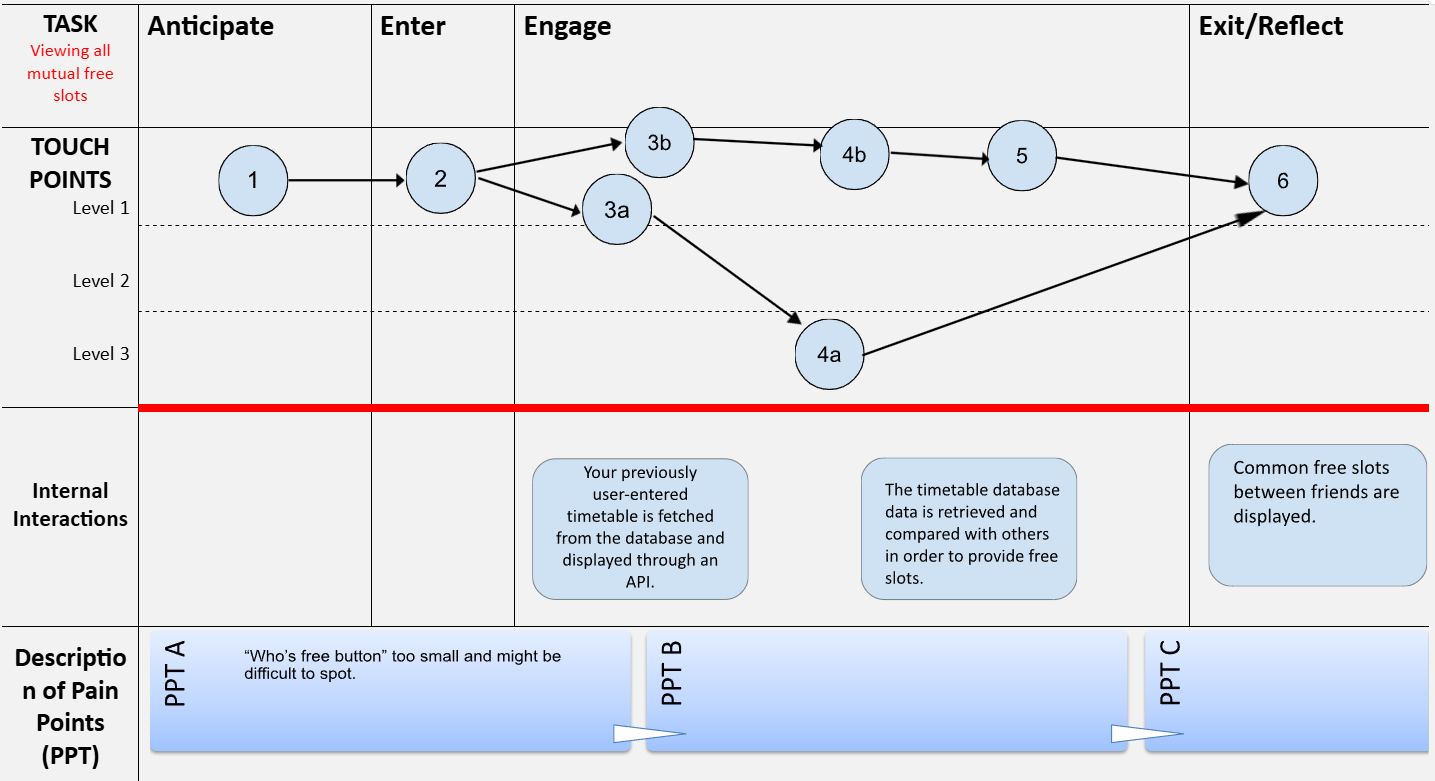 TASK
Viewing all
mutual free
slots
Anticipate
Enter
Engage
Exit/Reflect
TOUCH
POINTS
Level 1
Level 2
Level 3
1
2
3b
3a
4b
4a
5
6
Internal
Interactions
Your previously
user-entered
timetable is fetched
from the database and
displayed through an
API.
The timetable database
data is retrieved and
compared with others
in order to provide free
slots.
Common free slots
between friends are
displayed.
Descriptio
n of Pain
Points
(PPT)
PPT A
“Who’s free button” too small and might be
difficult to spot.
PPT B
PPT C